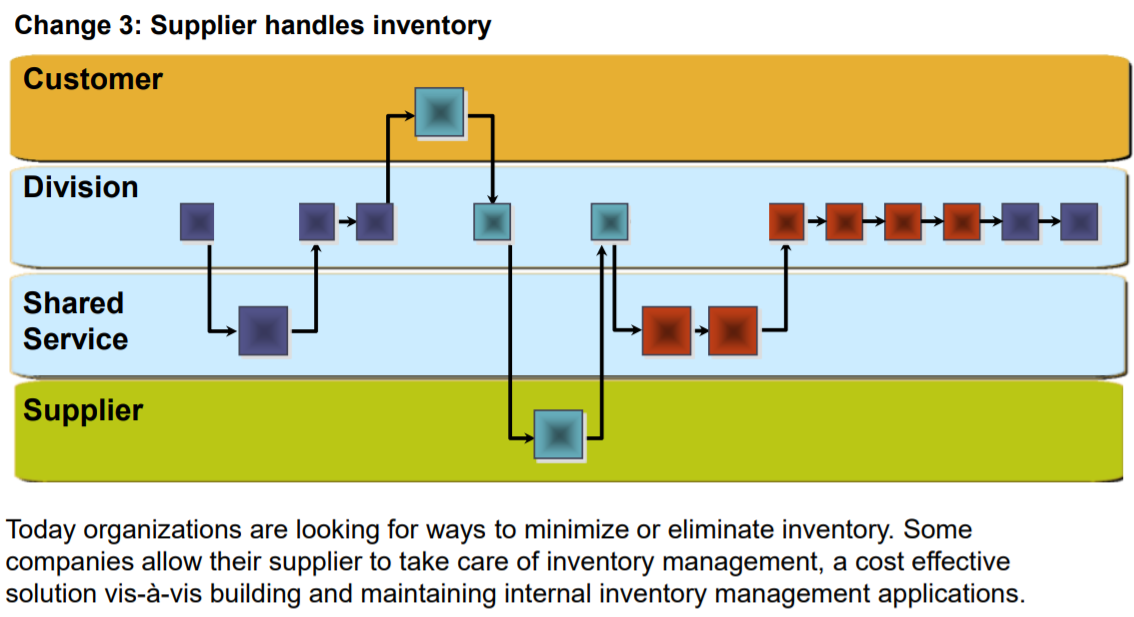 Change 3: Supplier handles inventory
Customer
Division
Shared
Service
Supplier
Today organizations are looking for ways to minimize or eliminate inventory. Some
companies allow their supplier to take care of inventory management, a cost effective
solution vis-à-vis building and maintaining internal inventory management applications.